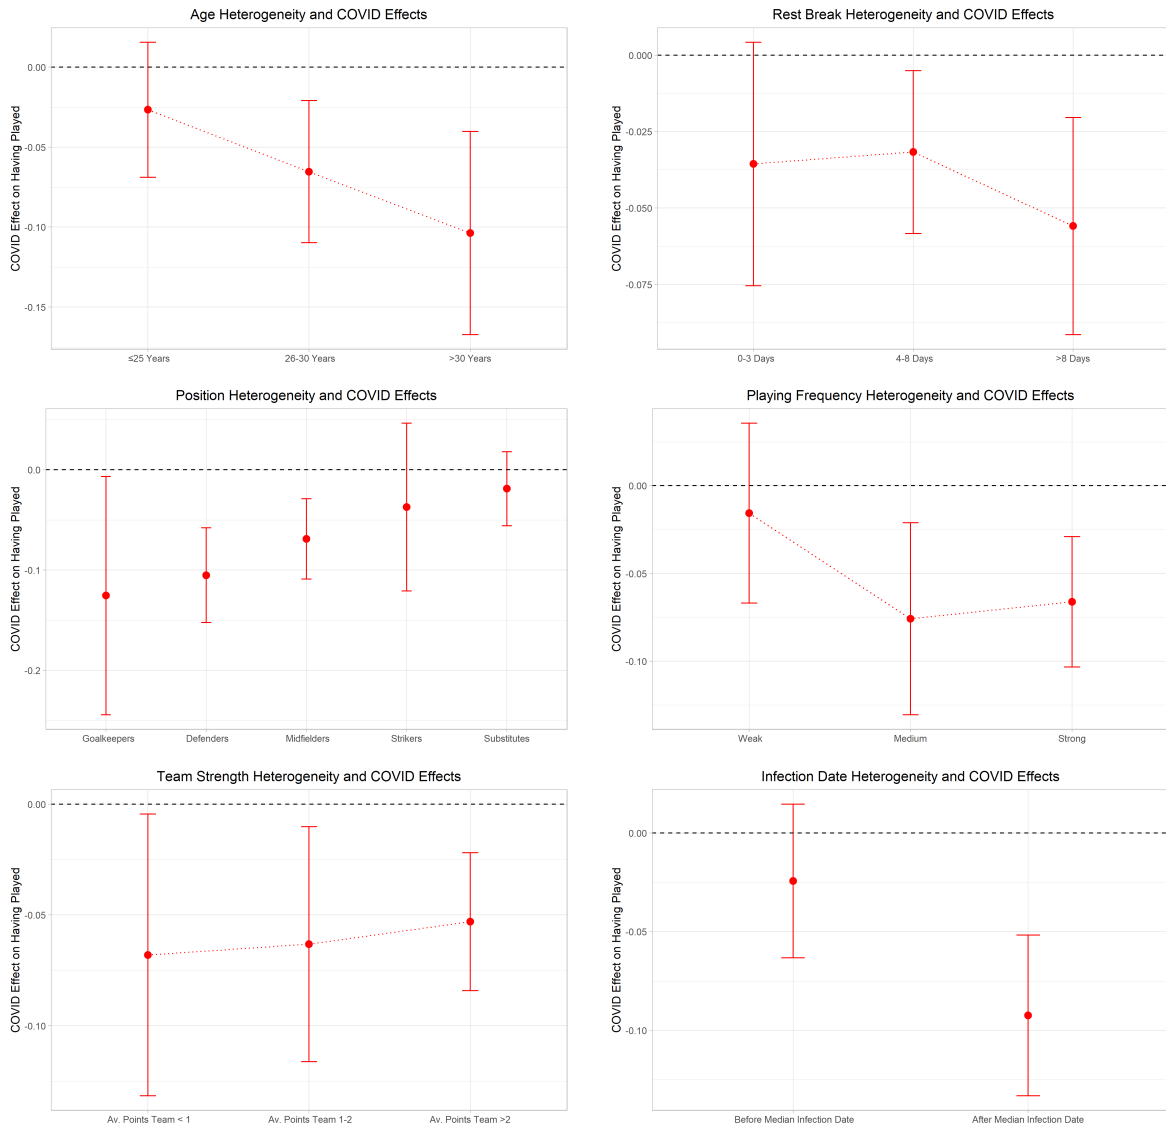 Age Heterogeneity and COVID Effects
COVID Effect on Having Played
0.00
-0.05
-0.10
-0.15
≤25 Years
26-30 Years
>30 Years
Rest Break Heterogeneity and COVID Effects
COVID Effect on Having Played
0.000
-0.025
-0.050
-0.075
0-3 Days
4-8 Days
>8 Days
Position Heterogeneity and COVID Effects
COVID Effect on Having Played
0.0
-0.1
-0.2
Goalkeepers
Defenders
Midfielders
Strikers
Substitutes
Playing Frequency Heterogeneity and COVID Effects
COVID Effect on Having Played
0.00
-0.05
-0.10
Weak
Medium
Strong
Team Strength Heterogeneity and COVID Effects
COVID Effect on Having Played
0.00
-0.05
-0.10
Av. Points Team < 1
Av. Points Team 1-2
Av. Points Team >2
Infection Date Heterogeneity and COVID Effects
COVID Effect on Having Played
0.00
-0.05
-0.10
Before Median Infection Date
After Median Infection Date